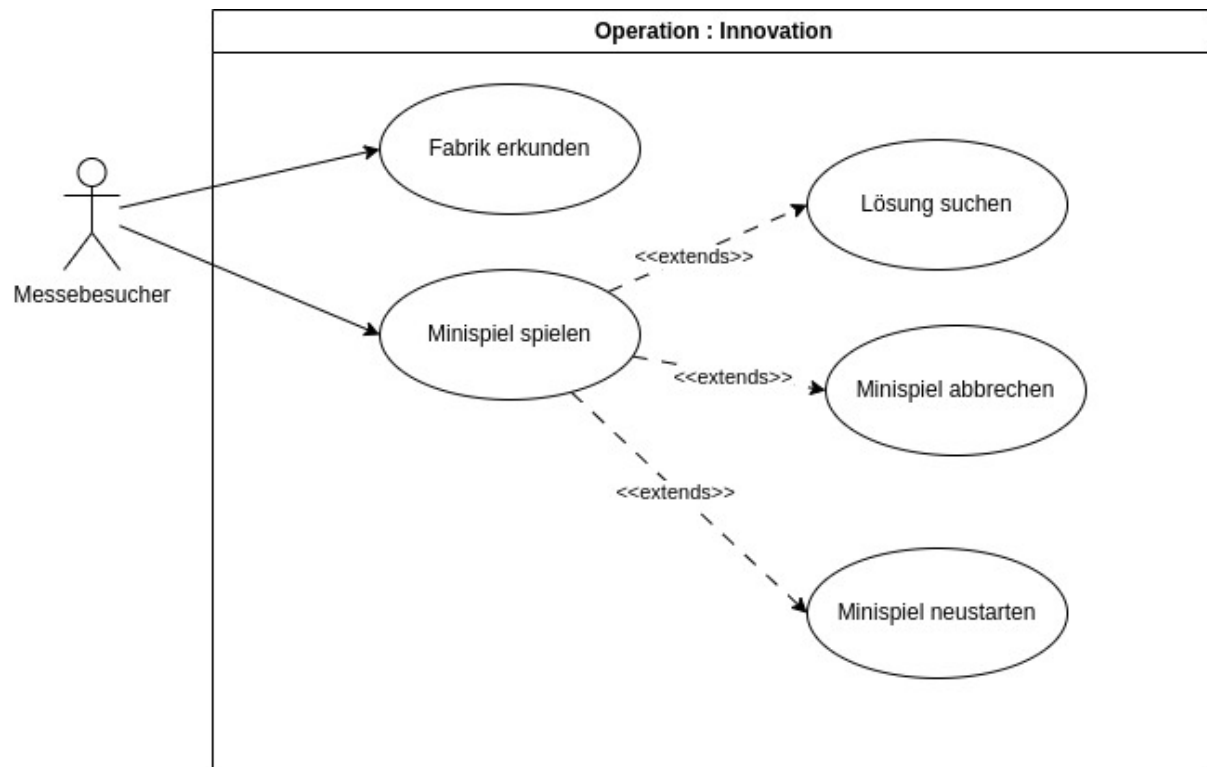 Operation : Innovation
Fabrik erkunden
Lösung suchen
<<extends>>
Messebesucher
Minispiel spielen
<<extends>>
Minispiel abbrechen
<<extends>>
Minispiel neustarten